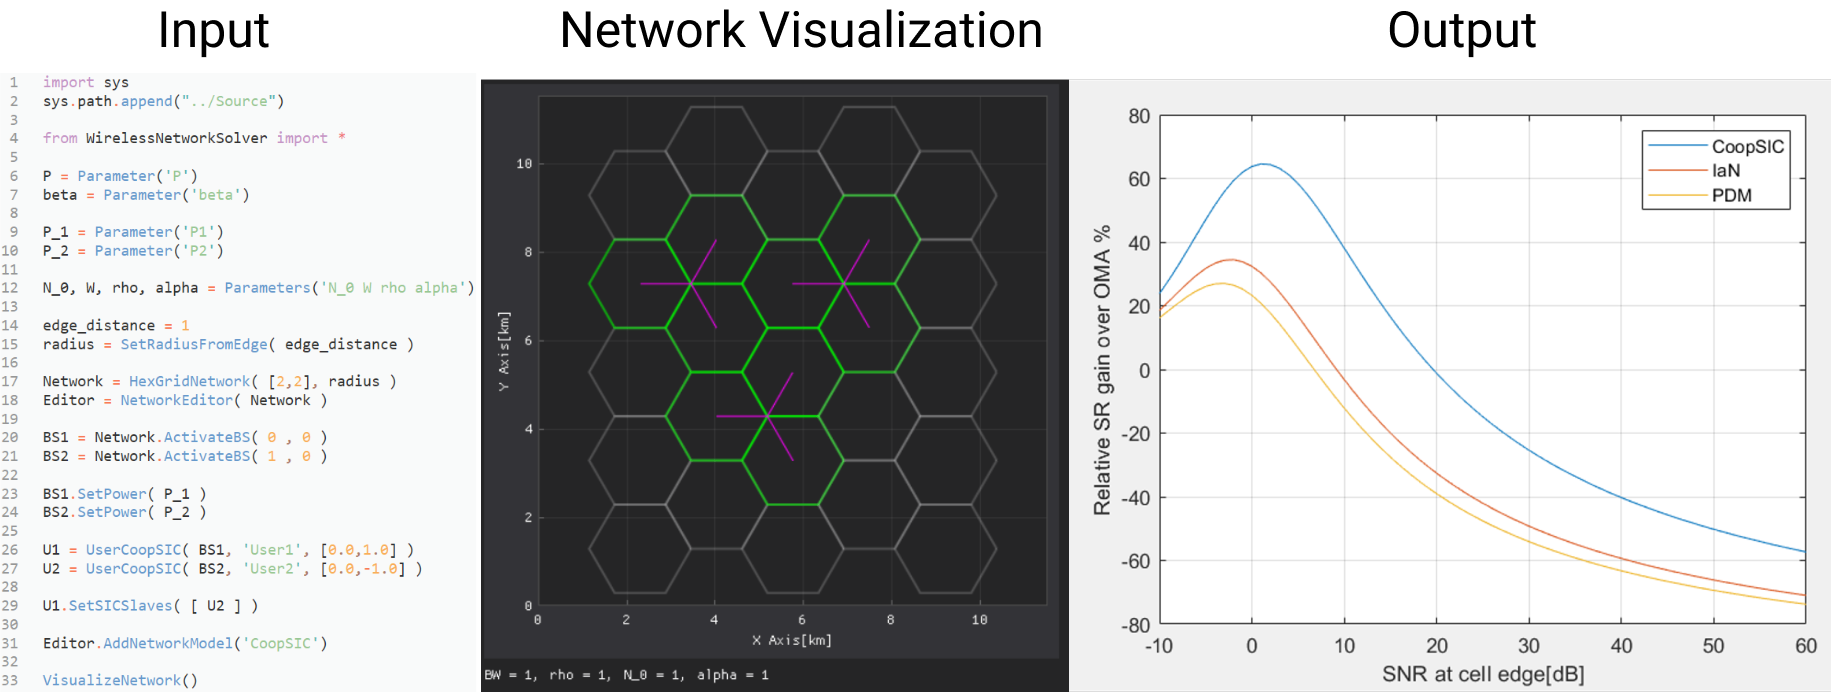 Input
1 import sys
2 sys.path.append("../Source")
3
4 from WirelessNetworkSolver import *
5
6 P = Parameter('P')
7 beta = Parameter('beta')
8
9 P_1 = Parameter('P1')
10 P_2 = Parameter('P2')
11
12 N_0, W, rho, alpha = Parameters('N_0 W rho alpha')
13
14 edge_distance = 1
15 radius = SetRadiusFromEdge( edge_distance )
16
17 Network = HexGridNetwork( [2,2], radius )
18 Editor = NetworkEditor( Network )
19
20 BS1 = Network.ActivateBS( 0 , 0 )
21 BS2 = Network.ActivateBS( 1 , 0 )
22
23 BS1.SetPower( P_1 )
24 BS2.SetPower( P_2 )
25
26 U1 = UserCoopSIC( BS1, 'User1', [0.0,1.0] )
27 U2 = UserCoopSIC( BS2, 'User2', [0.0,-1.0] )
28
29 U1.SetSICSlaves( [ U2 ] )
30
31 Editor.AddNetworkModel('CoopSIC')
32
33 VisualizeNetwork()
Network Visualization
10
8
6
4
2
0
Y Axis[km]
0 2 4 6 8 10
X Axis[km]
BW = 1, rho = 1, N_0 = 1, alpha = 1
Output
80
60
40
20
0
-20
-40
-60
-80
Relative SR gain over OMA %
CoopSIC
IaN
PDM
-10 0 10 20 30 40 50 60
SNR at cell edge[dB]